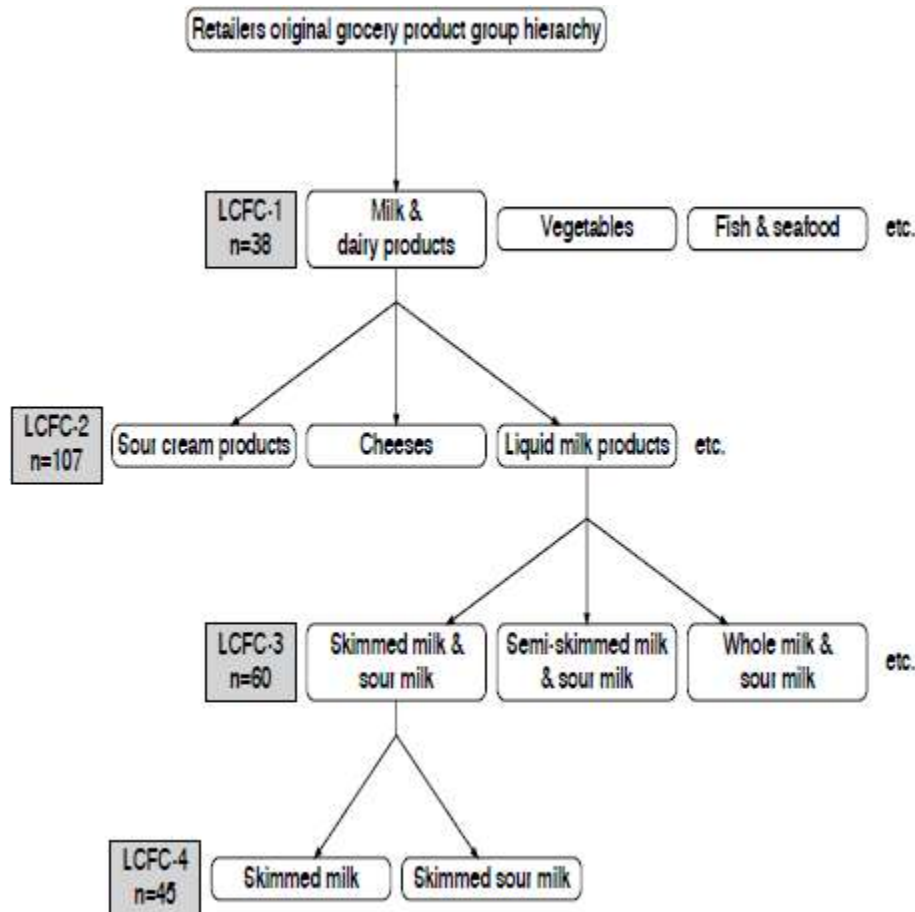 Retailers original grocery product group hierarchy
LCFC-1
n=38
Milk &
dairy products
Vegetables
Fish & seafood
etc.
LCFC-2
n=107
Sour cream products
Cheeses
Liquid milk products
etc.
LCFC-3
n=60
Skimmed milk &
sour milk
Semi-skimmed milk
& sour milk
Whole milk &
sour milk
etc.
LCFC-4
n=45
Skimmed milk
Skimmed sour milk